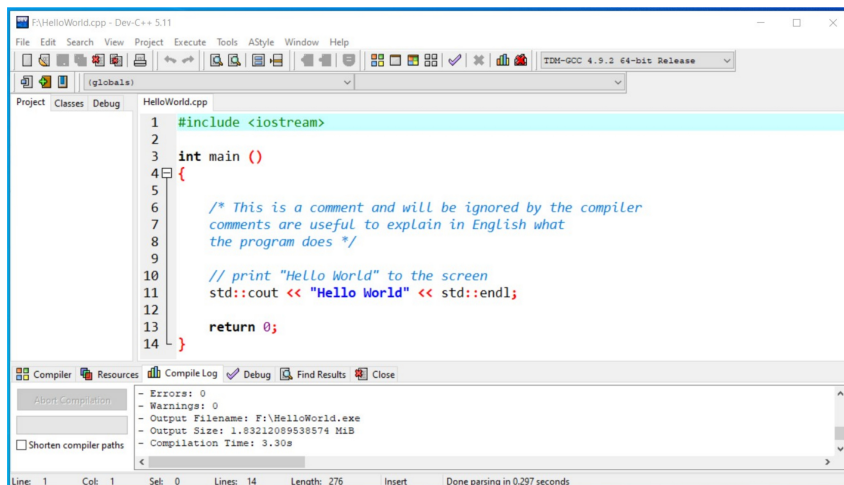 F:\HelloWorld.cpp - Dev-C++ 5.11
File Edit Search View Project Execute Tools AStyle Window Help
TDM-GCC 4.9.2 64-bit Release
(globals)
Project Classes Debug HelloWorld.cpp
1 #include <iostream>
2
3 int main ()
4 {
5
6 /* This is a comment and will be ignored by the compiler
7 comments are useful to explain in English what
8 the program does */
9
10 // print "Hello World" to the screen
11 std::cout << "Hello World" << std::endl;
12
13 return 0;
14 }
Compiler Resources Compile Log Debug Find Results Close
Abort Compilation
Shorten compiler paths
- Errors: 0
- Warnings: 0
- Output Filename: F:\HelloWorld.exe
- Output Size: 1.83212089538574 MiB
- Compilation Time: 3.30s
Line: 1 Col: 1 Sel: 0 Lines: 14 Length: 276 Insert Done parsing in 0.297 seconds